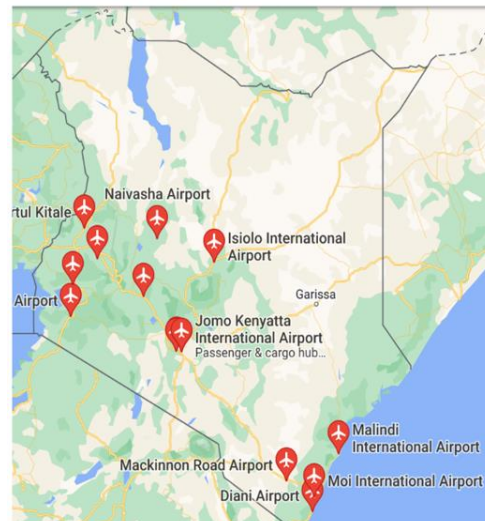 Naivasha Airport
rtul Kitale
Isiolo International
Airport
Airport
Garissa
Jomo Kenyatta
International Airport
Passenger & cargo hub...
Malindi
International Airport
Mackinnon Road Airport
Moi International Airport
Diani Airport